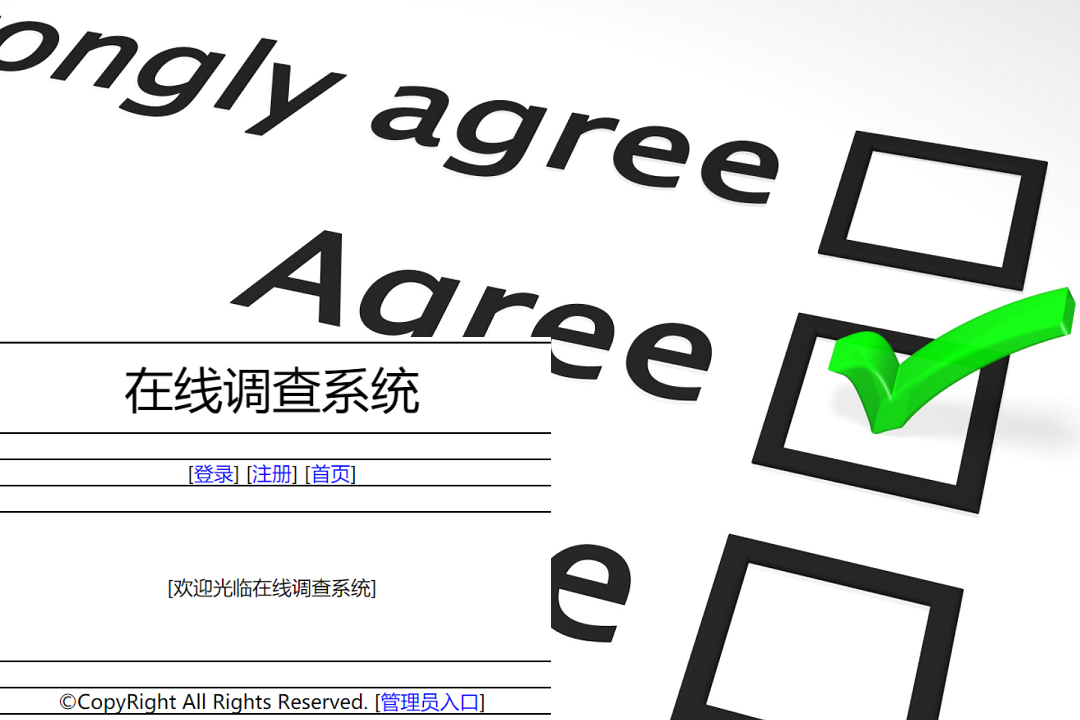 ongly agree
Agree
e
在线调查系统
[登录] [注册] [首页]
[欢迎光临在线调查系统]
©CopyRight All Rights Reserved. [管理员入口]